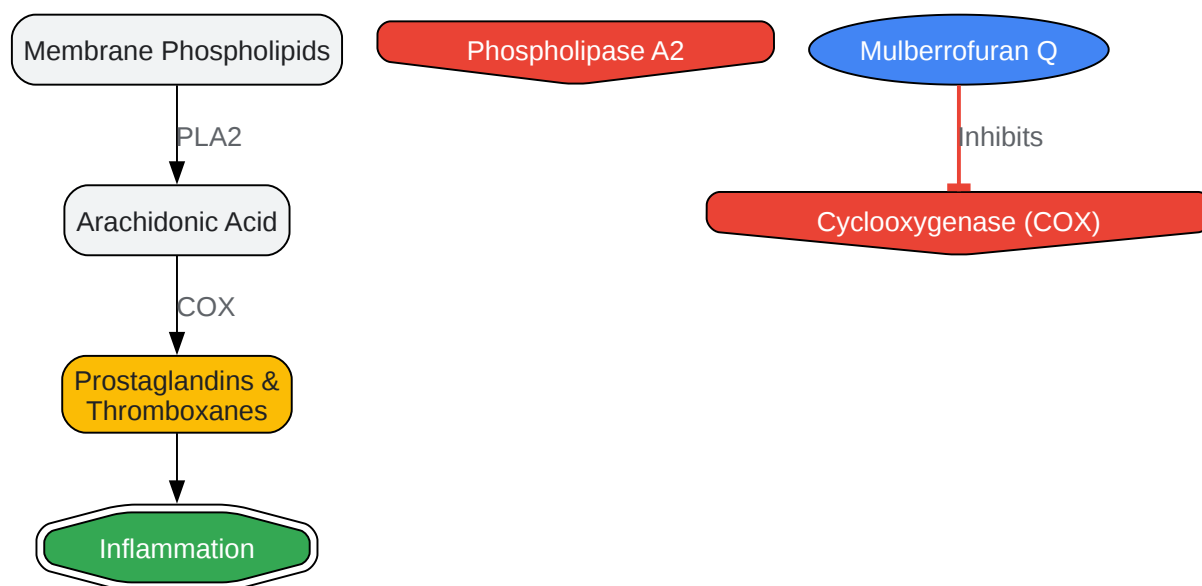 Membrane Phospholipids
Phospholipase A2
Mulberrofuran Q
PLA2
Inhibits
Arachidonic Acid
Cyclooxygenase (COX)
COX
Prostaglandins &
Thromboxanes
Inflammation